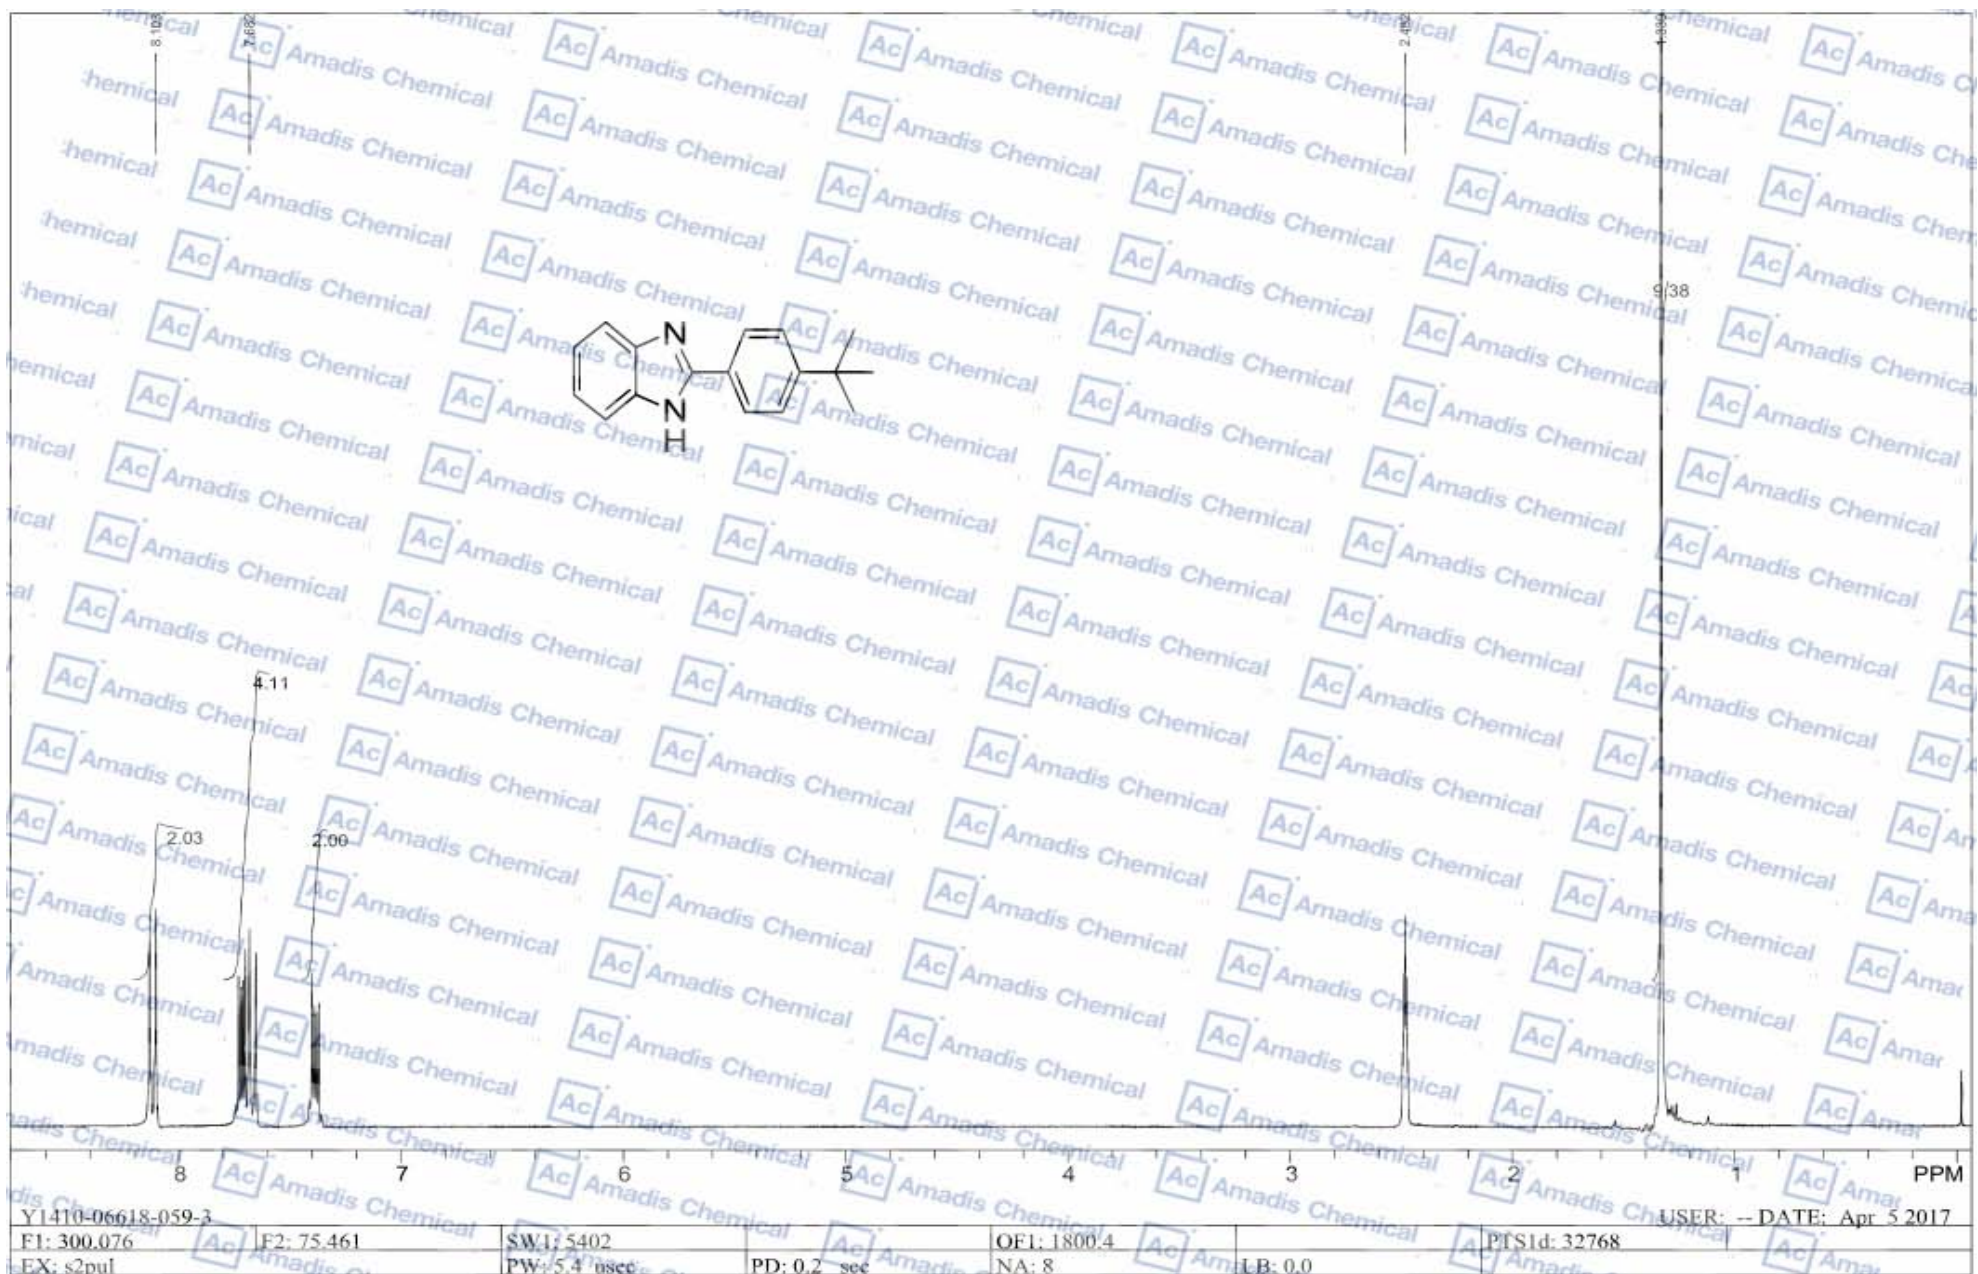 8.103
7.682
2.482
1.339
9.38
N
N
H
4.11
2.03
2.00
8 7 6 5 4 3 2 1 PPM
Y1410-06618-059-3 USER: -- DATE: Apr 5 2017
F1: 300.076 F2: 75.461 SW1: 5402 OF1: 1800.4 PTS1d: 32768
EX: s2pul PW: 5.4 usec PD: 0.2 sec NA: 8 LB: 0.0
Ac Amadis Chemical